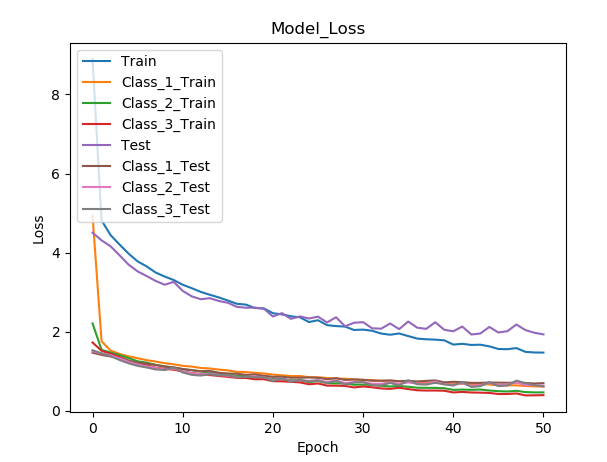 Model_Loss
Train
Class_1_Train
Class_2_Train
Class_3_Train
Test
Class_1_Test
Class_2_Test
Class_3_Test
8
6
4
2
0
Loss
0 10 20 30 40 50
Epoch